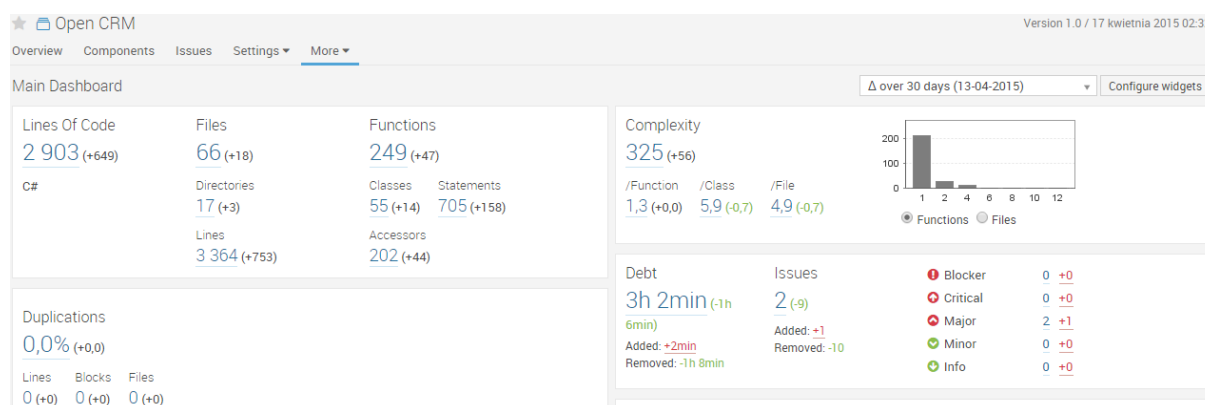 Open CRM
Version 1.0 / 17 kwietnia 2015 02:3
Overview Components Issues Settings More
Main Dashboard
Δ over 30 days (13-04-2015)
Configure widgets
Lines Of Code Files Functions
2 903 (+649) 66 (+18) 249 (+47)
C# Directories Classes Statements
17 (+3) 55 (+14) 705 (+158)
Lines Accessors
3 364 (+753) 202 (+44)
Complexity
325 (+56)
/Function /Class /File
1,3 (+0,0) 5,9 (-0,7) 4,9 (-0,7)
200
100
0
1 2 4 6 8 10 12
Functions Files
Duplications
0,0% (+0,0)
Lines Blocks Files
0 (+0) 0 (+0) 0 (+0)
Debt
3h 2min (-1h
6min)
Added: +2min
Removed: -1h 8min
Issues
2 (-9)
Added: +1
Removed: -10
Blocker 0 +0
Critical 0 +0
Major 2 +1
Minor 0 +0
Info 0 +0